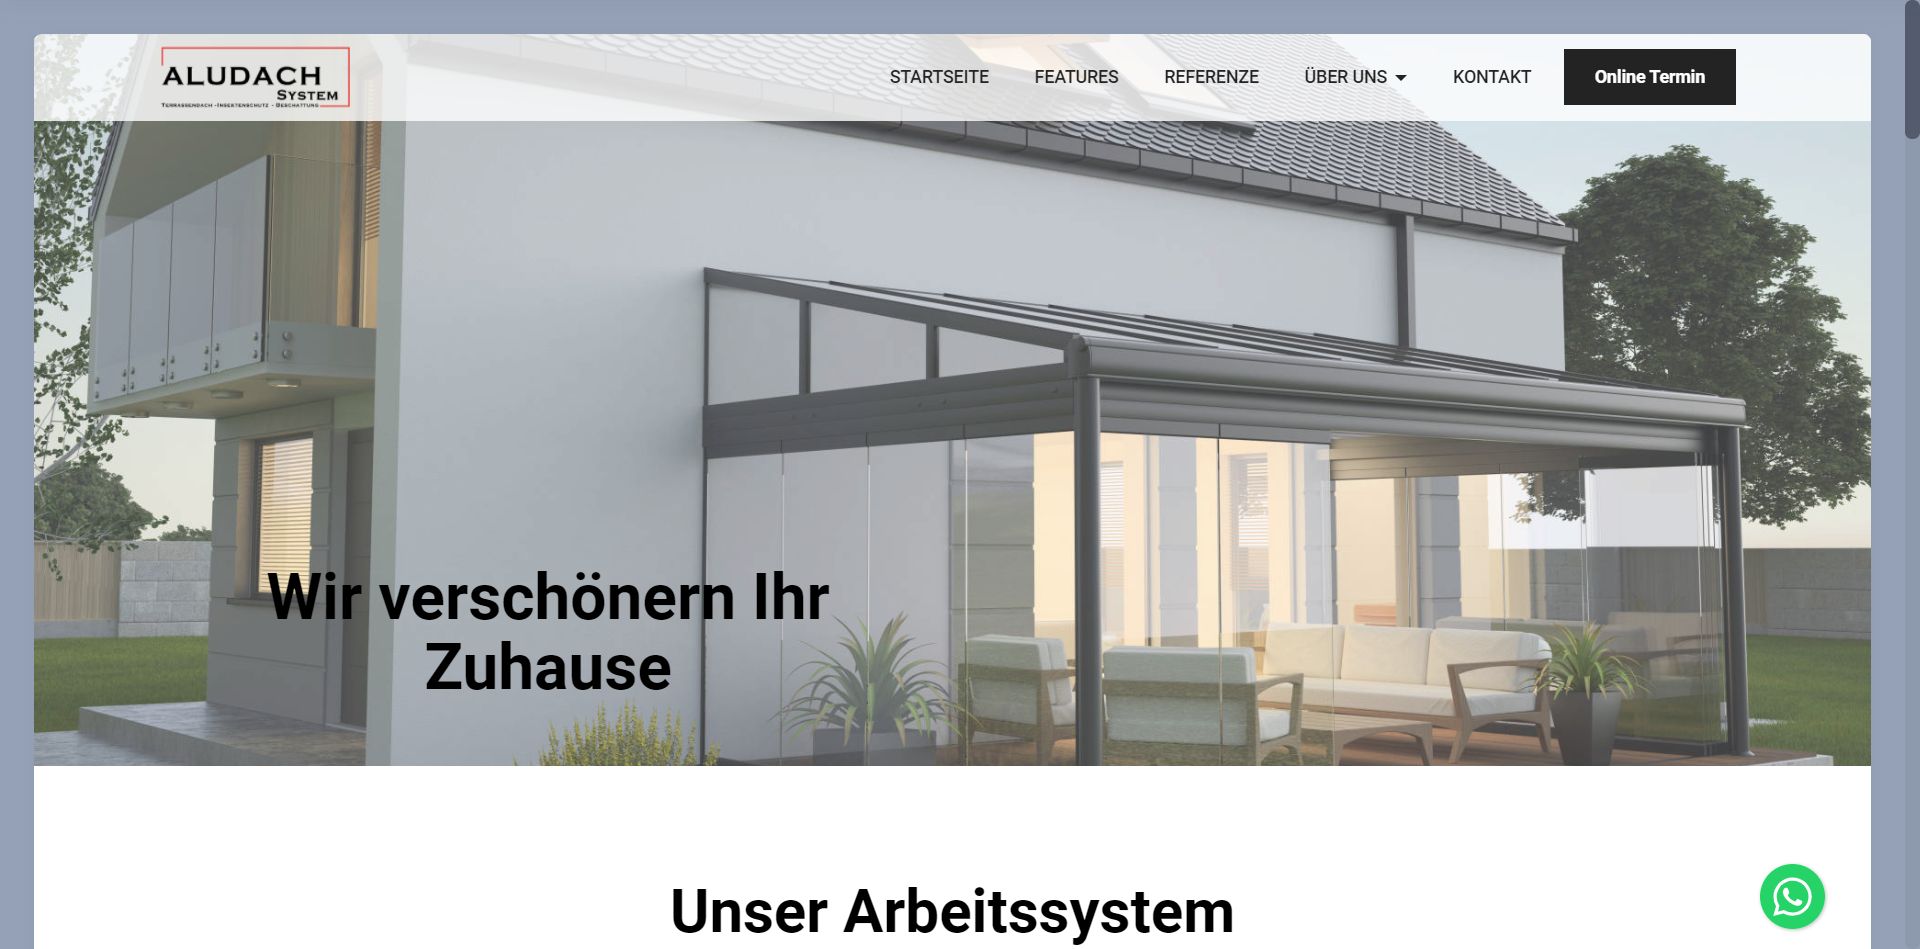 ALUDACH
SYSTEM
TERRASSENDACH -INSEKTENSCHUTZ - BESCHATTUNG
STARTSEITE
FEATURES
REFERENZE
ÜBER UNS
KONTAKT
Online Termin
Wir verschönern Ihr
Zuhause
Unser Arbeitssystem